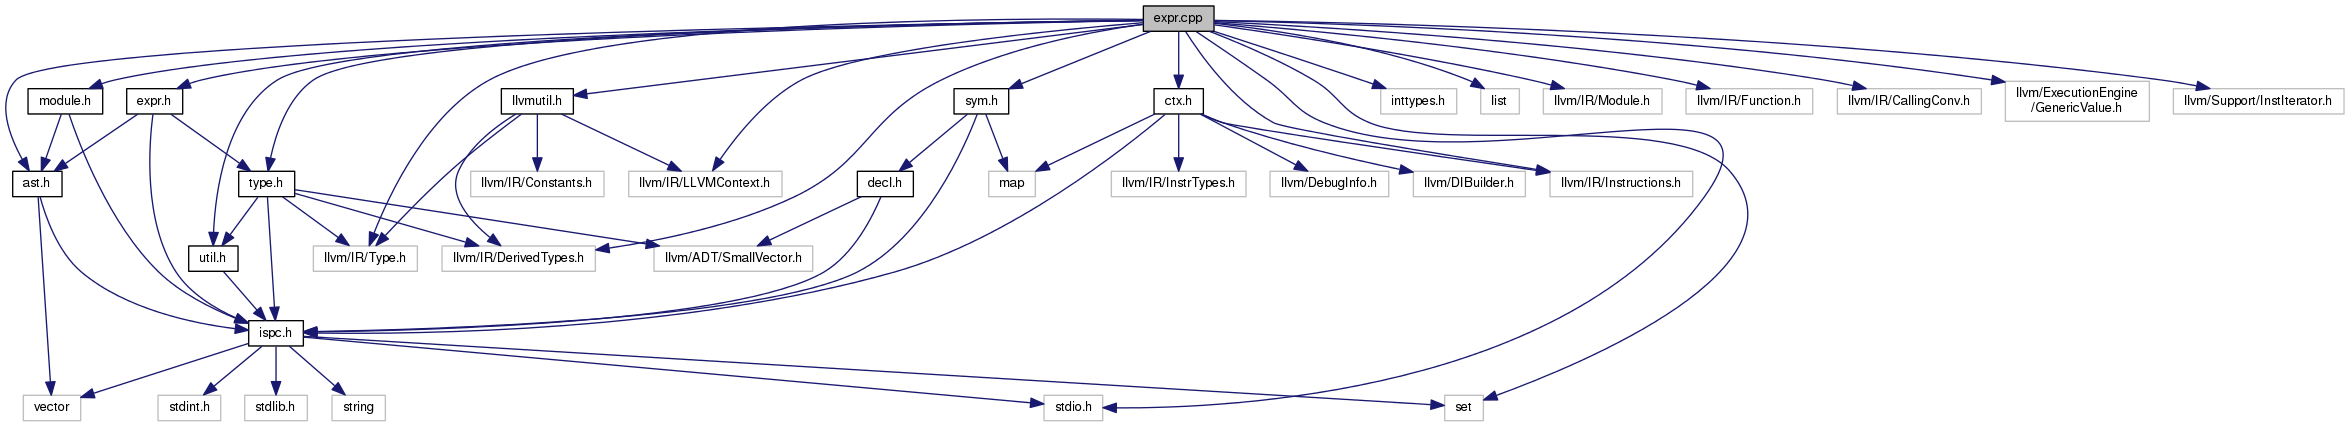 expr.cpp
module.h
expr.h
llvmutil.h
sym.h
ctx.h
inttypes.h
list
llvm/IR/Module.h
llvm/IR/Function.h
llvm/IR/CallingConv.h
llvm/ExecutionEngine
/GenericValue.h
llvm/Support/InstIterator.h
ast.h
type.h
llvm/IR/Constants.h
llvm/IR/LLVMContext.h
decl.h
map
llvm/IR/InstrTypes.h
llvm/DebugInfo.h
llvm/DIBuilder.h
llvm/IR/Instructions.h
util.h
llvm/IR/Type.h
llvm/IR/DerivedTypes.h
llvm/ADT/SmallVector.h
ispc.h
vector
stdint.h
stdlib.h
string
stdio.h
set